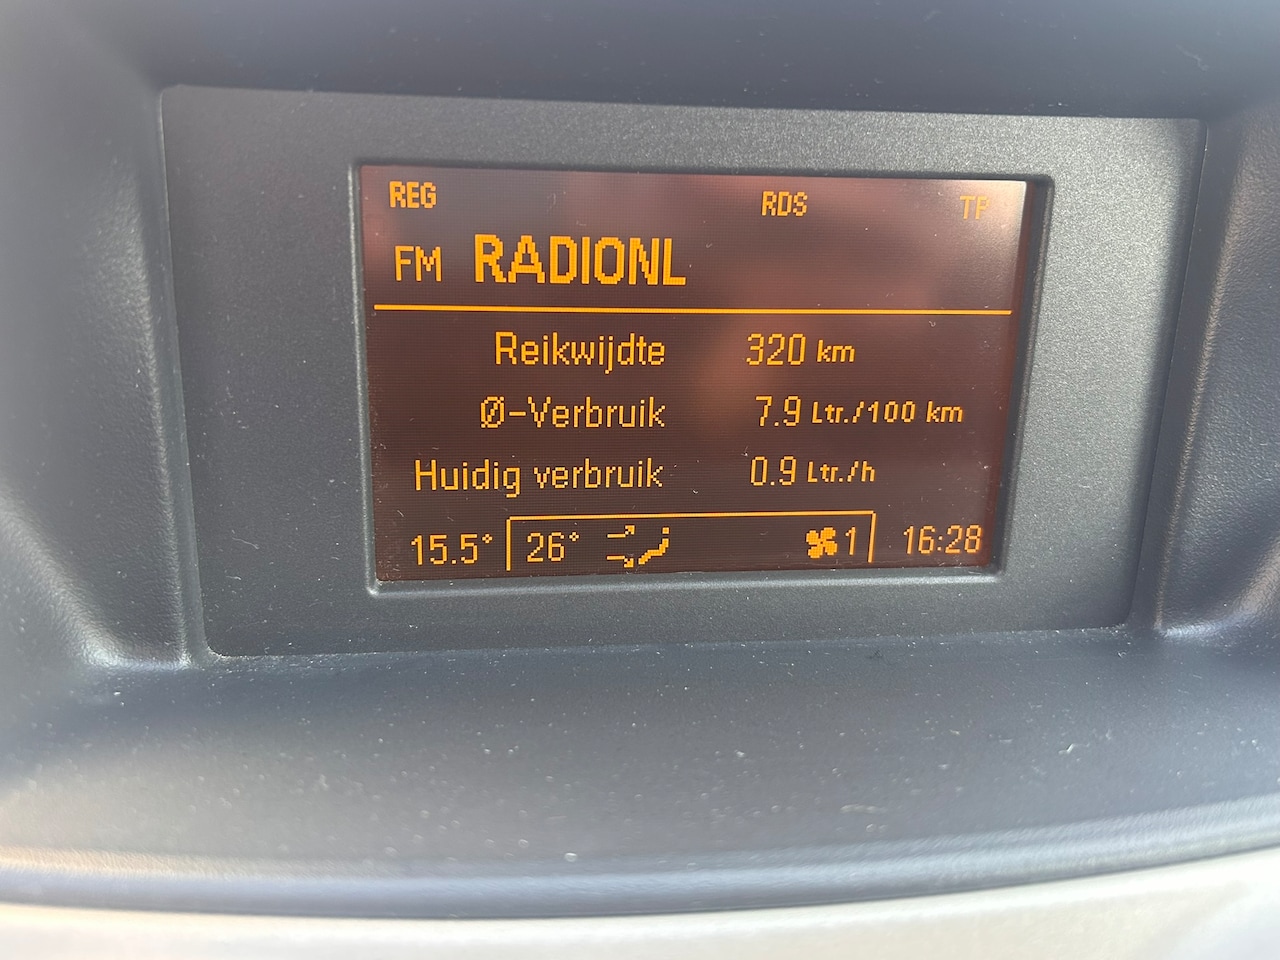 REG RDS TP
FM RADIONL
Reikwijdte 320 km
Ø-Verbruik 7.9 Ltr./100 km
Huidig verbruik 0.9 Ltr./h
15.5° 26° 1 16:28